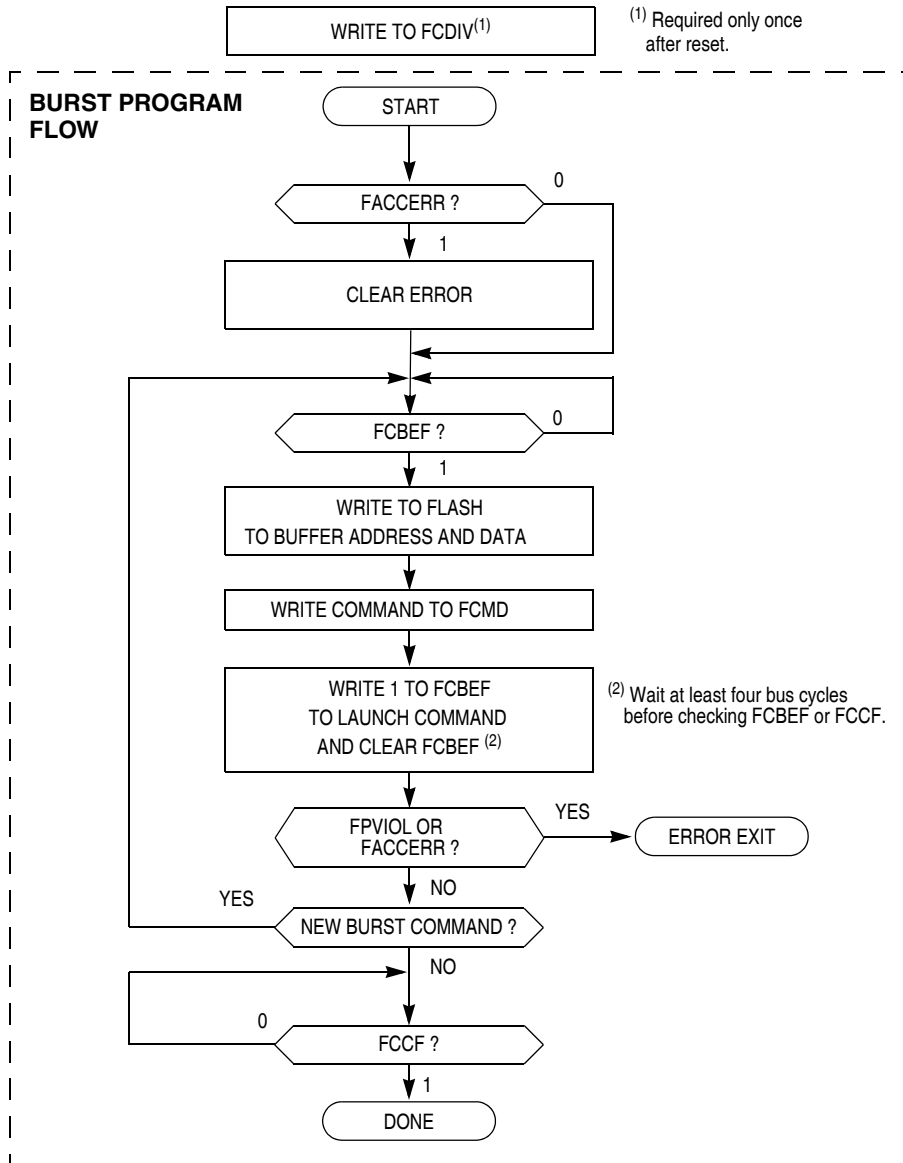 WRITE TO FCDIV(1)
(1) Required only once
after reset.
BURST PROGRAM
FLOW
START
FACCERR ?
0
1
CLEAR ERROR
FCBEF ?
0
1
WRITE TO FLASH
TO BUFFER ADDRESS AND DATA
WRITE COMMAND TO FCMD
WRITE 1 TO FCBEF
TO LAUNCH COMMAND
AND CLEAR FCBEF (2)
(2) Wait at least four bus cycles
before checking FCBEF or FCCF.
FPVIOL OR
FACCERR ?
YES
ERROR EXIT
NO
YES
NEW BURST COMMAND ?
NO
0
FCCF ?
1
DONE